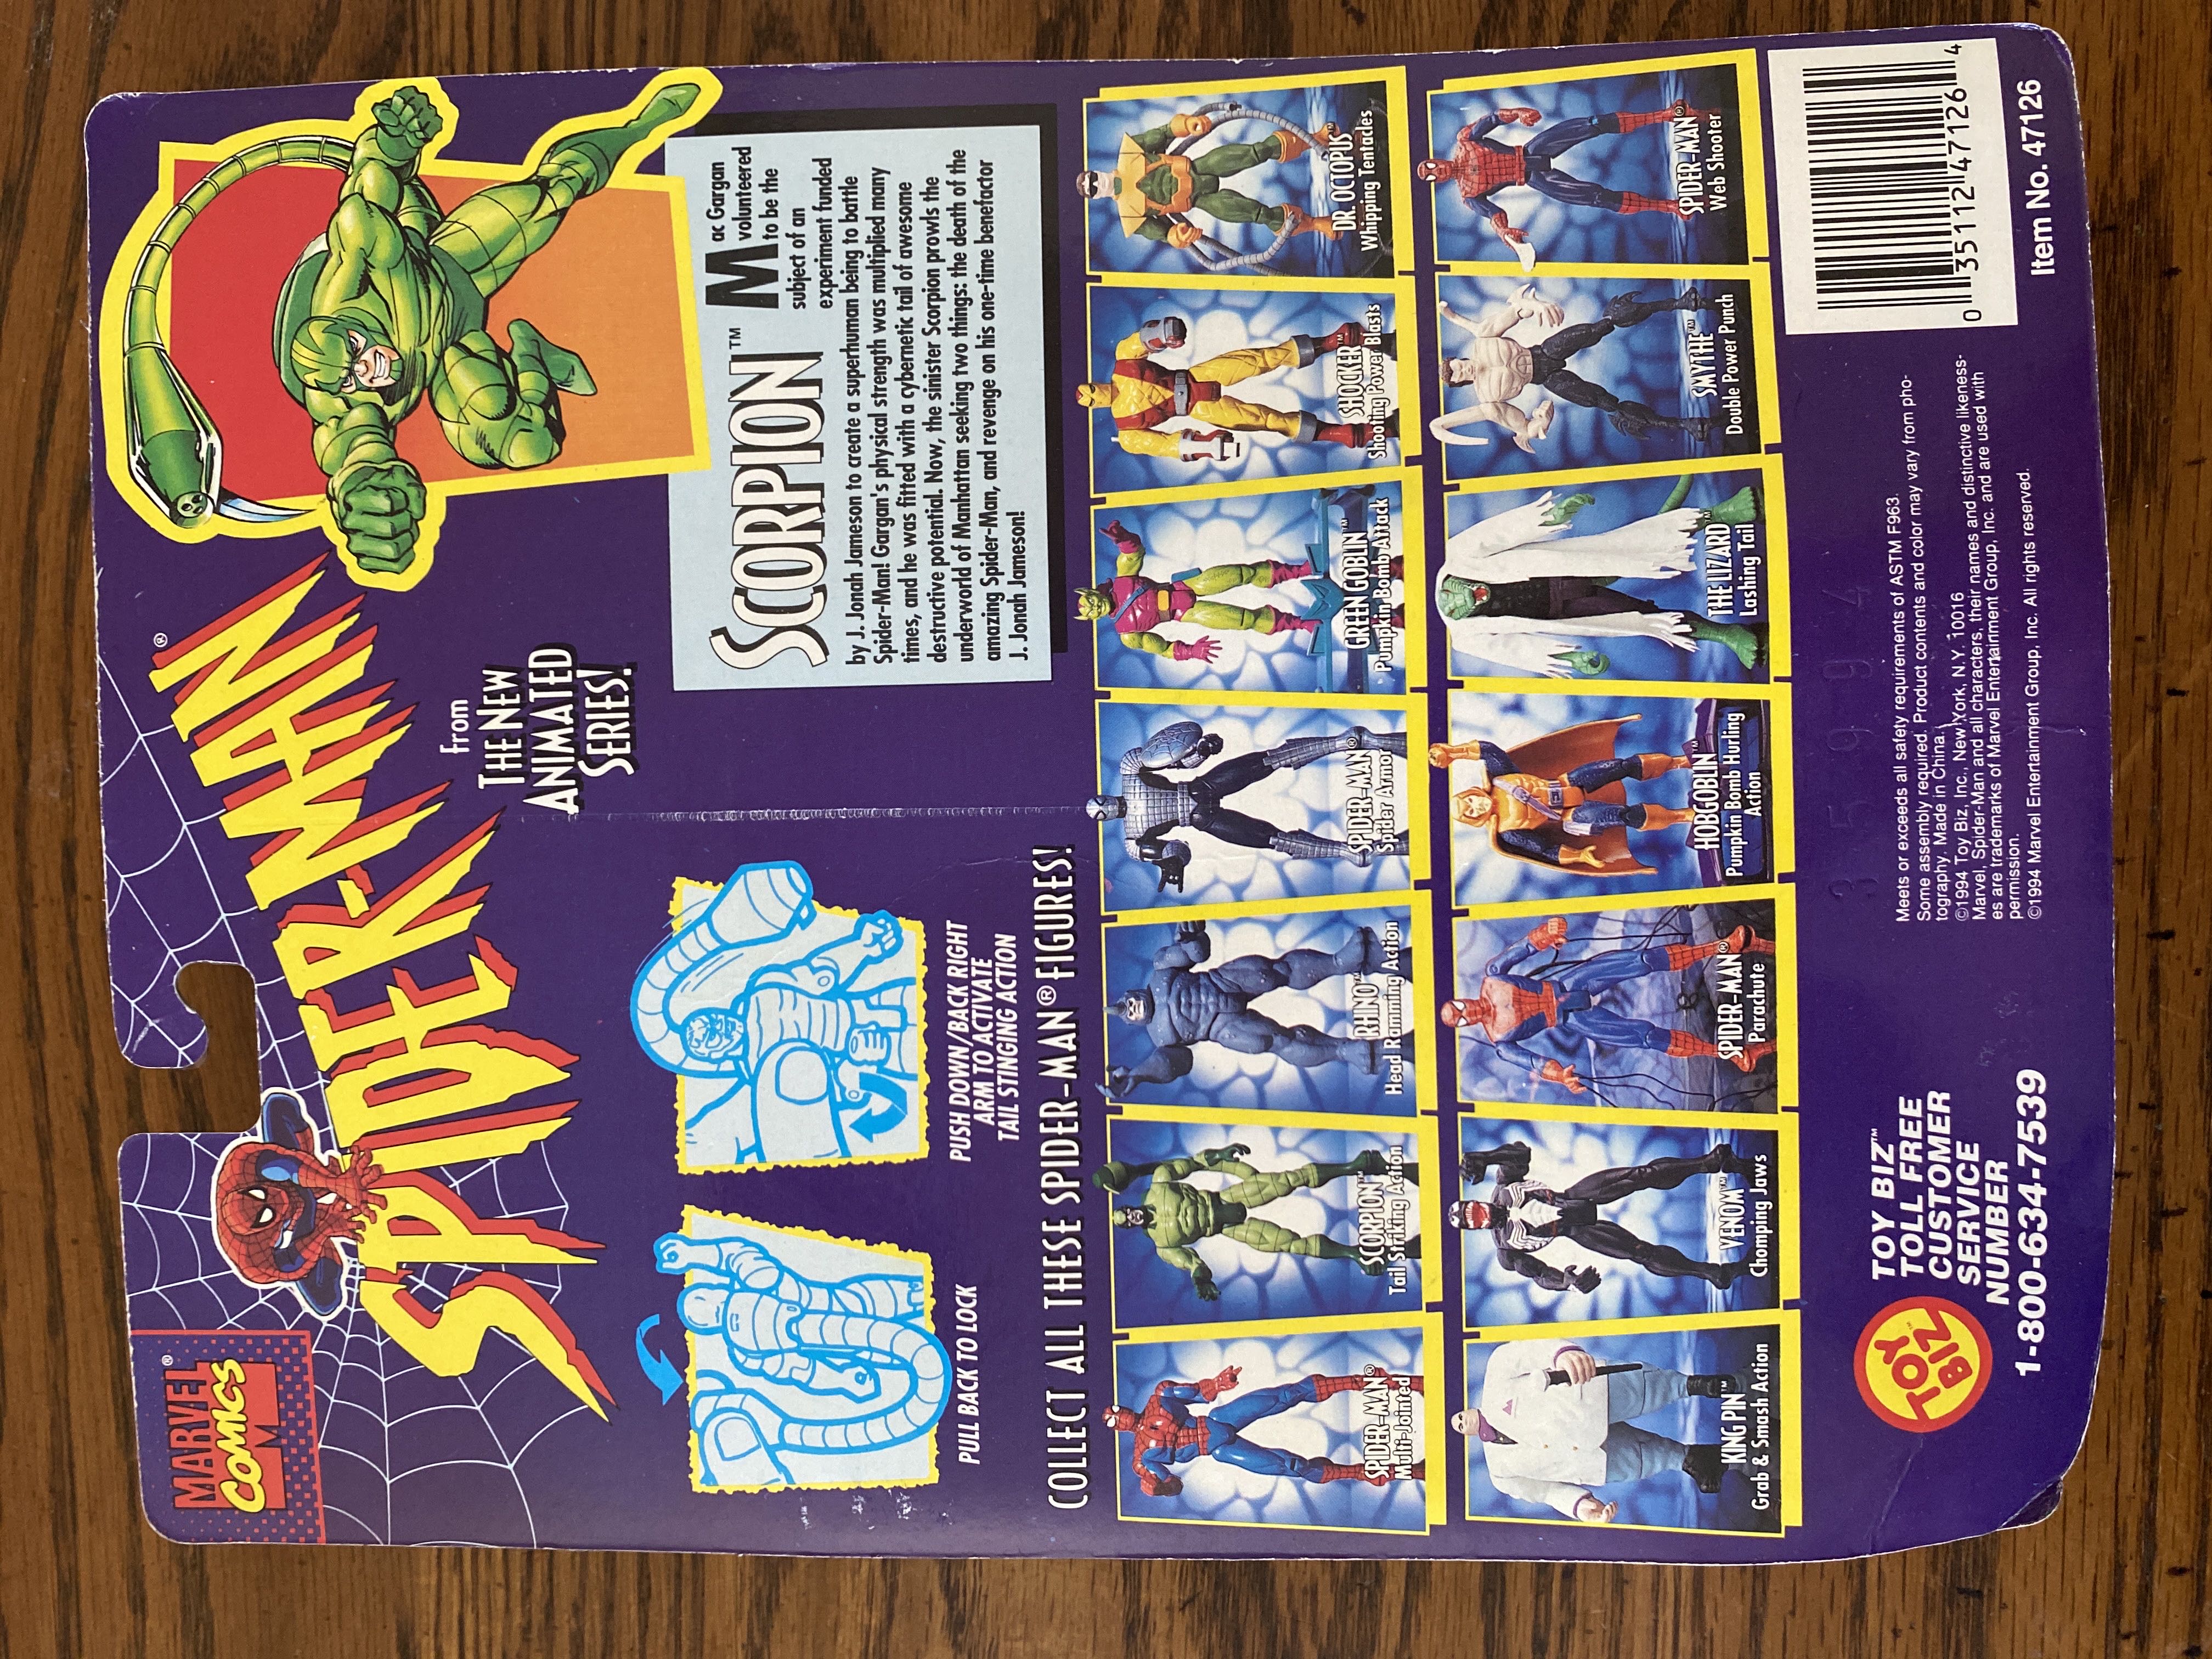 MARVEL®
COMICS
M
SPIDER-MAN®
from
THE NEW
ANIMATED
SERIES!
PULL BACK TO LOCK
PUSH DOWN/BACK RIGHT
ARM TO ACTIVATE
TAIL STINGING ACTION
SCORPION™
Mac Gargan
volunteered
to be the
subject of an
experiment funded
by J. Jonah Jameson to create a superhuman being to battle
Spider-Man! Gargan's physical strength was multiplied many
times, and he was fitted with a cybernetic tail of awesome
destructive potential. Now, the sinister Scorpion prowls the
underworld of Manhattan seeking two things: the death of the
amazing Spider-Man, and revenge on his one-time benefactor
J. Jonah Jameson!
COLLECT ALL THESE SPIDER-MAN® FIGURES!
SPIDER-MAN®
Multi-Jointed
SCORPION™
Tail Striking Action
RHINO™
Head Ramming Action
SPIDER-MAN®
Spider Armor
GREEN GOBLIN™
Pumpkin Bomb Attack
SHOCKER™
Shooting Power Blasts
DR. OCTOPUS™
Whipping Tentacles
KINGPIN™
Grab & Smash Action
VENOM™
Chomping Jaws
SPIDER-MAN®
Parachute
HOBGOBLIN™
Pumpkin Bomb Hurling
Action
THE LIZARD™
Lashing Tail
SMYTHE™
Double Power Punch
SPIDER-MAN®
Web Shooter
TOY
BIZ™
TOY BIZ™
TOLL FREE
CUSTOMER
SERVICE
NUMBER
1-800-634-7539
3 5 9 9 4
Meets or exceeds all safety requirements of ASTM F963.
Some assembly required. Product contents and color may vary from pho-
tography. Made in China.
©1994 Toy Biz, Inc., New York, N.Y. 10016
Marvel, Spider-Man and all characters, their names and distinctive likeness-
es are trademarks of Marvel Entertainment Group, Inc. and are used with
permission.
©1994 Marvel Entertainment Group, Inc. All rights reserved.
0 35112 47126 4
Item No. 47126